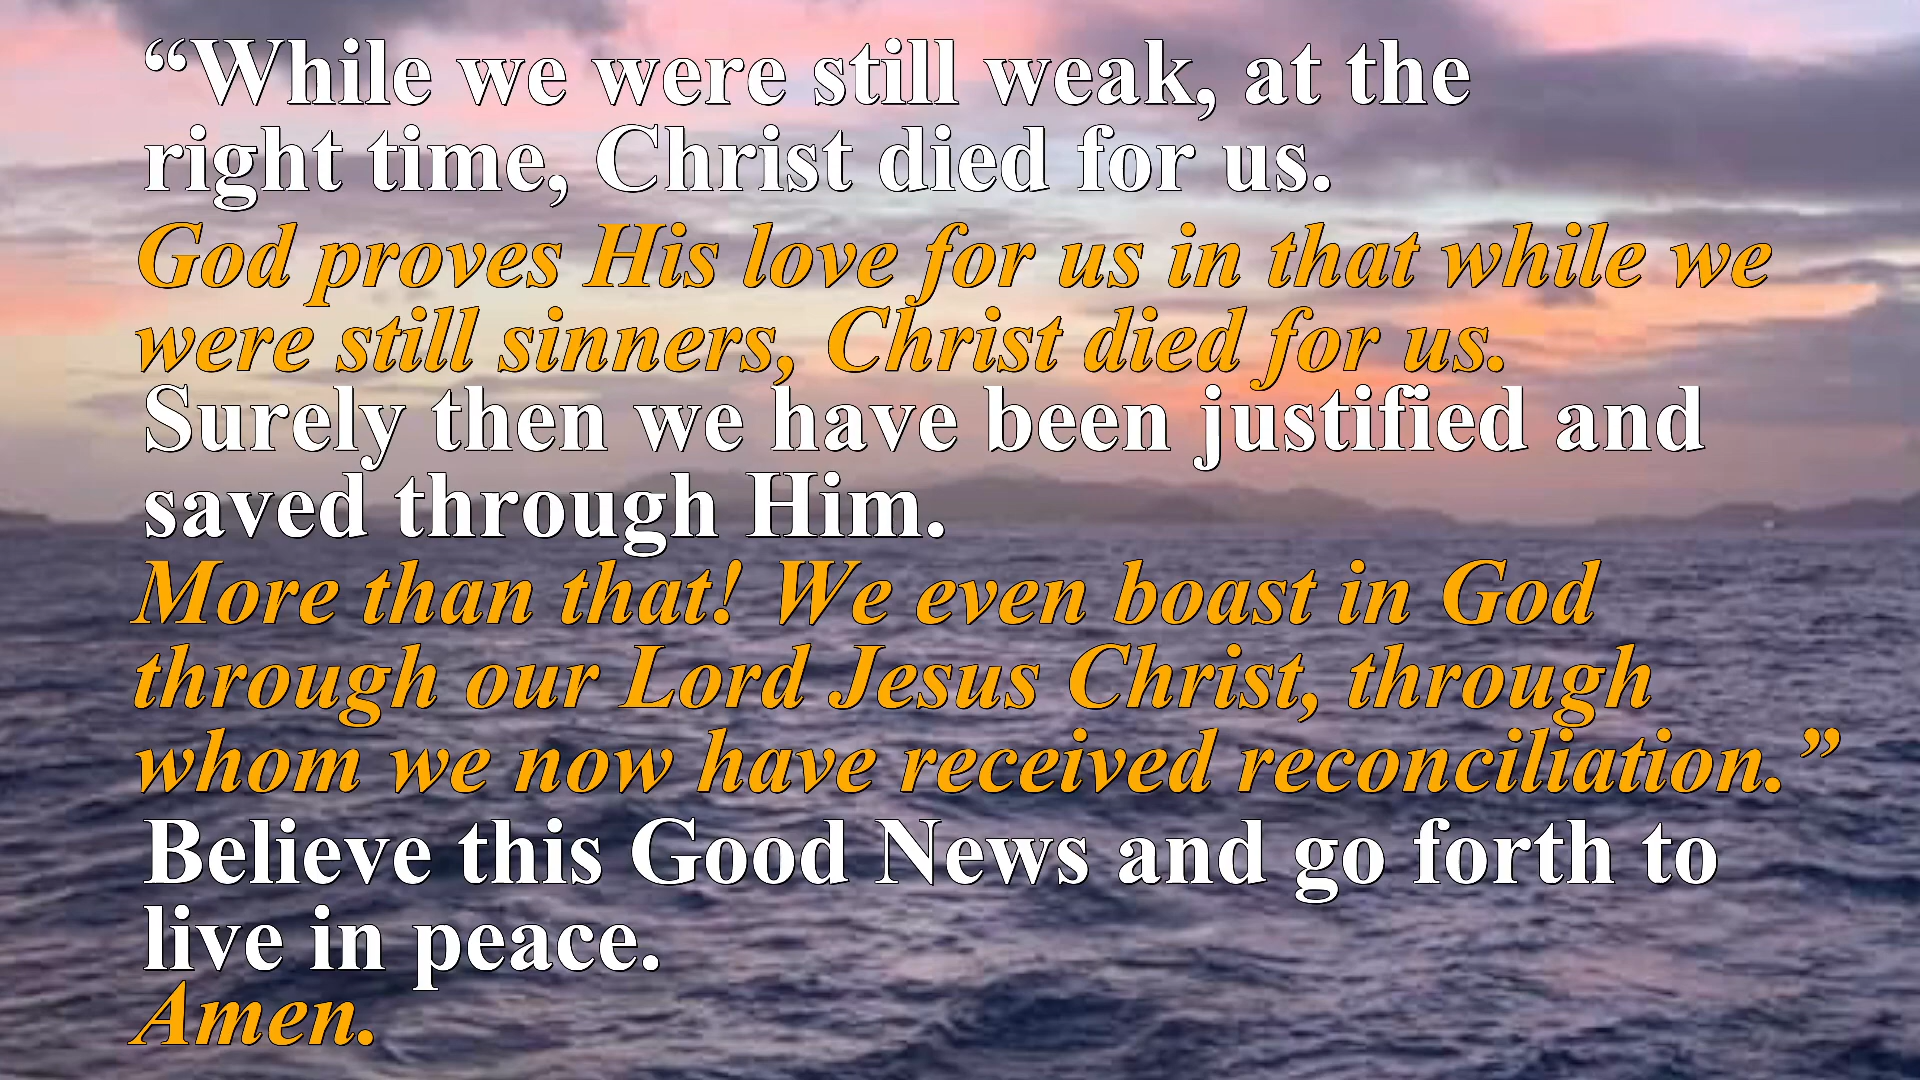 “While we were still weak, at the
right time, Christ died for us.
God proves His love for us in that while we
were still sinners, Christ died for us.
Surely then we have been justified and
saved through Him.
More than that! We even boast in God
through our Lord Jesus Christ, through
whom we now have received reconciliation.”
Believe this Good News and go forth to
live in peace.
Amen.